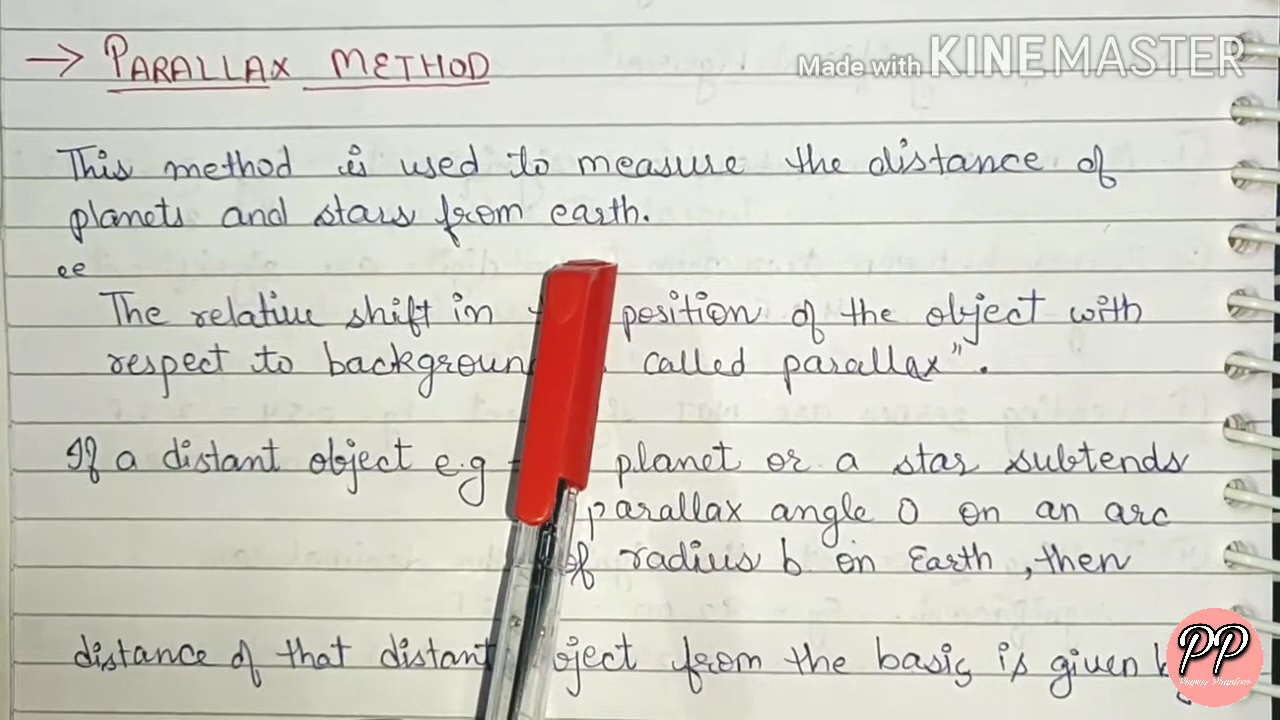 → PARALLAX METHOD
Made with KINEMASTER
This method is used to measure the distance of
planets and stars from earth.
"
The relative shift in position of the object with
respect to backgroun called parallax".
If a distant object e.g planet or a star subtends
parallax angle O on an arc
of radius b on Earth, then
distance of that distant ject from the basis is given
PP